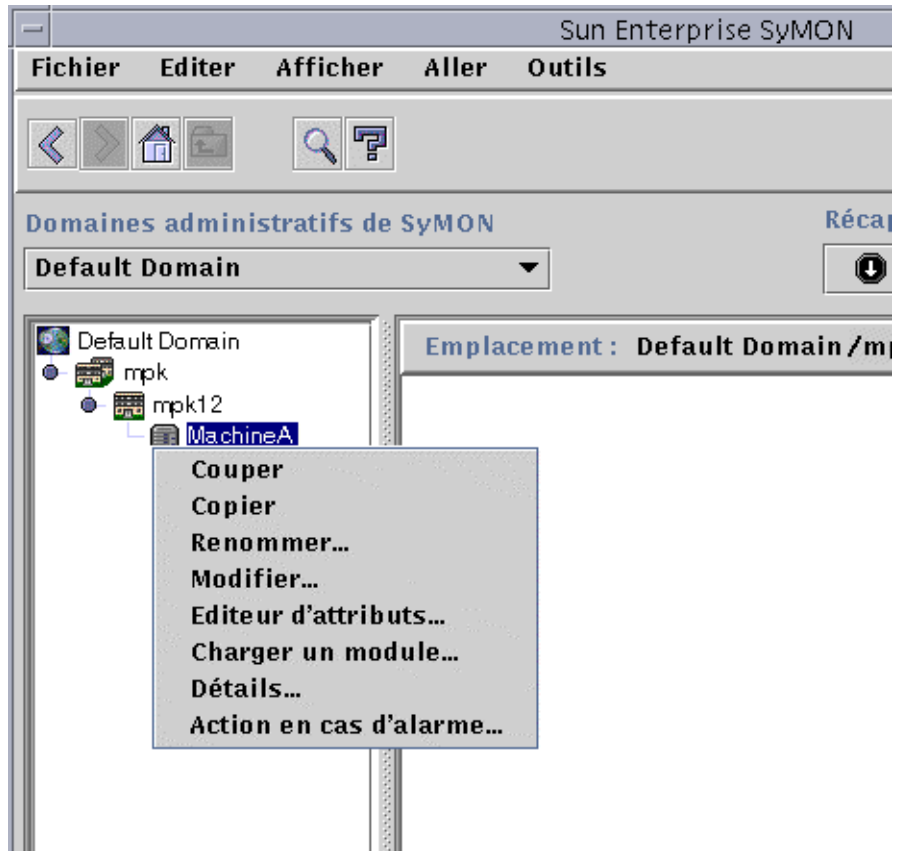 Sun Enterprise SyMON
Fichier Editer Afficher Aller Outils
Domaines administratifs de SyMON
Default Domain
Default Domain
mpk
mpk12
MachineA
Couper
Copier
Renommer...
Modifier...
Editeur d'attributs...
Charger un module...
Détails...
Action en cas d'alarme...
Emplacement : Default Domain /